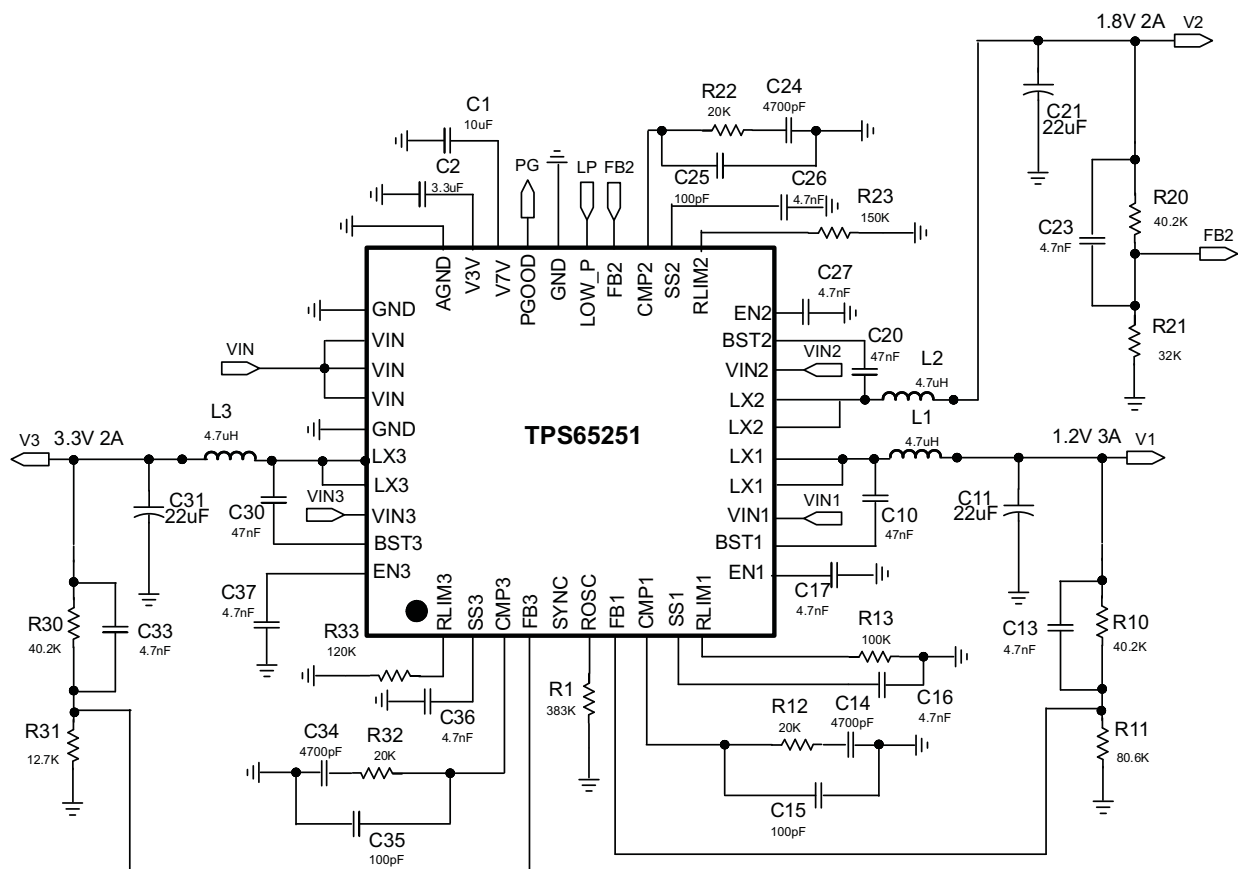 1.8V 2A V2
C1
10uF
C2
3.3uF
PG
LP
FB2
R22
20K
C24
4700pF
C25
100pF
C26
4.7nF
R23
150K
C21
22uF
C23
4.7nF
R20
40.2K
FB2
R21
32K
AGND
V3V
V7V
PGOOD
GND
LOW_P
FB2
CMP2
SS2
RLIM2
C27
4.7nF
C20
47nF
VIN2
L2
4.7uH
L1
4.7uH
VIN
GND
VIN
VIN
VIN
GND
LX3
LX3
VIN3
BST3
EN3
TPS65251
EN2
BST2
VIN2
LX2
LX2
LX1
LX1
VIN1
BST1
EN1
V3
3.3V 2A
L3
4.7uH
C31
22uF
C30
47nF
VIN3
1.2V 3A
V1
VIN1
C10
47nF
C11
22uF
C37
4.7nF
C17
4.7nF
RLIM3
SS3
CMP3
FB3
SYNC
ROSC
FB1
CMP1
SS1
RLIM1
R30
40.2K
C33
4.7nF
R31
12.7K
R33
120K
C36
4.7nF
C34
4700pF
R32
20K
C35
100pF
R1
383K
R13
100K
C16
4.7nF
R12
20K
C14
4700pF
C15
100pF
C13
4.7nF
R10
40.2K
R11
80.6K